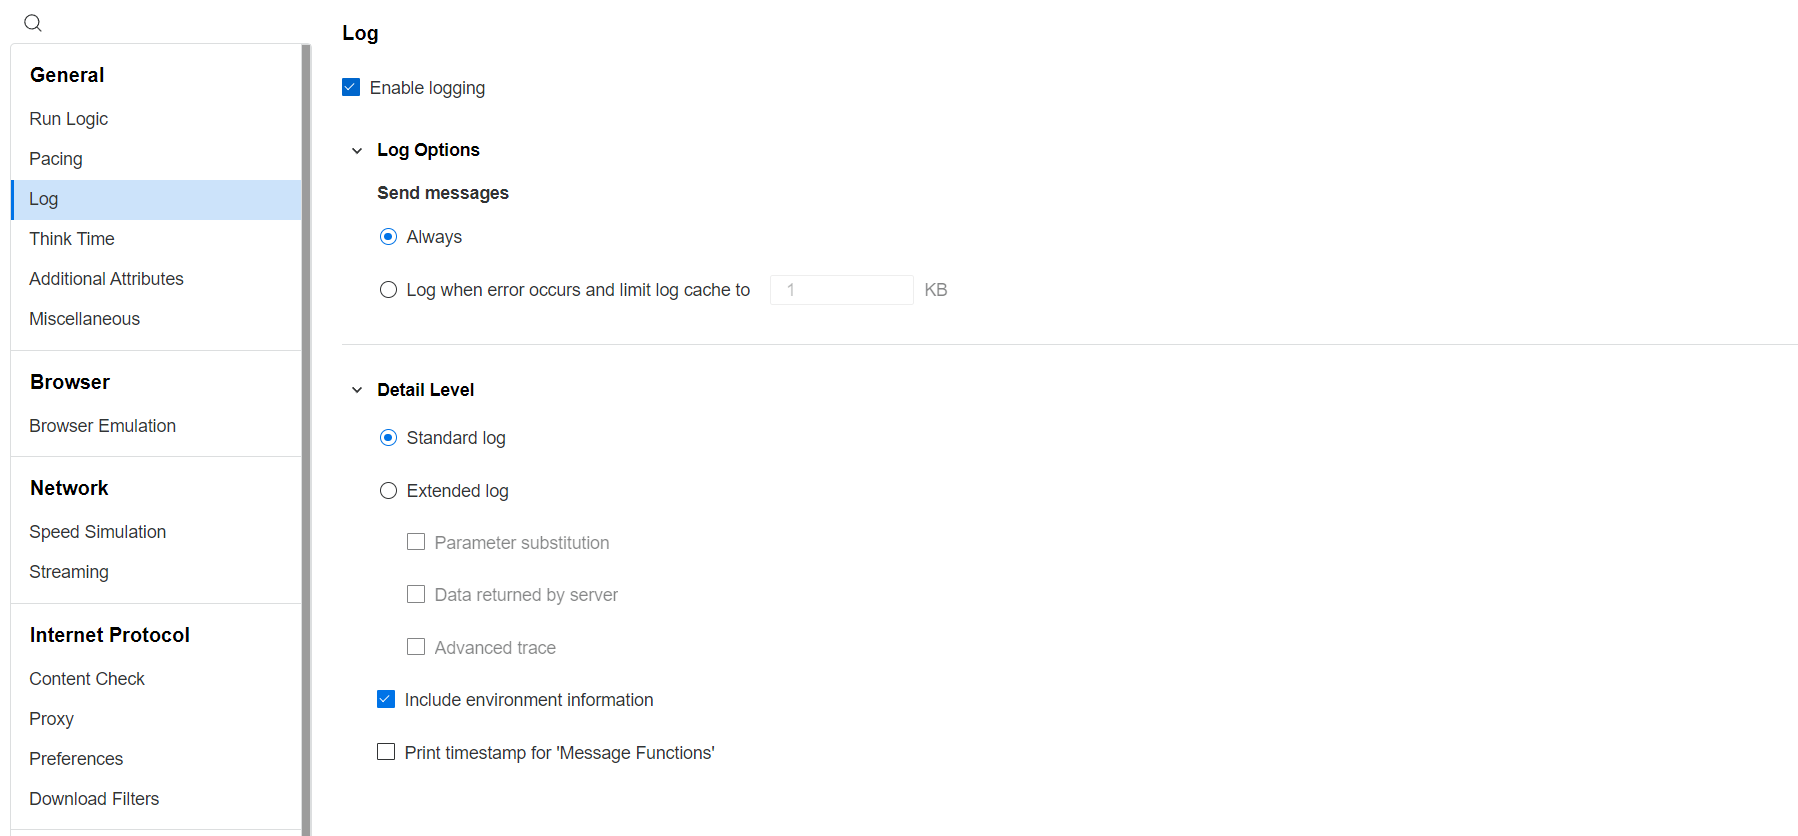 General
Run Logic
Pacing
Log
Think Time
Additional Attributes
Miscellaneous
Browser
Browser Emulation
Network
Speed Simulation
Streaming
Internet Protocol
Content Check
Proxy
Preferences
Download Filters
Log
Enable logging
Log Options
Send messages
Always
Log when error occurs and limit log cache to 1 KB
Detail Level
Standard log
Extended log
Parameter substitution
Data returned by server
Advanced trace
Include environment information
Print timestamp for 'Message Functions'